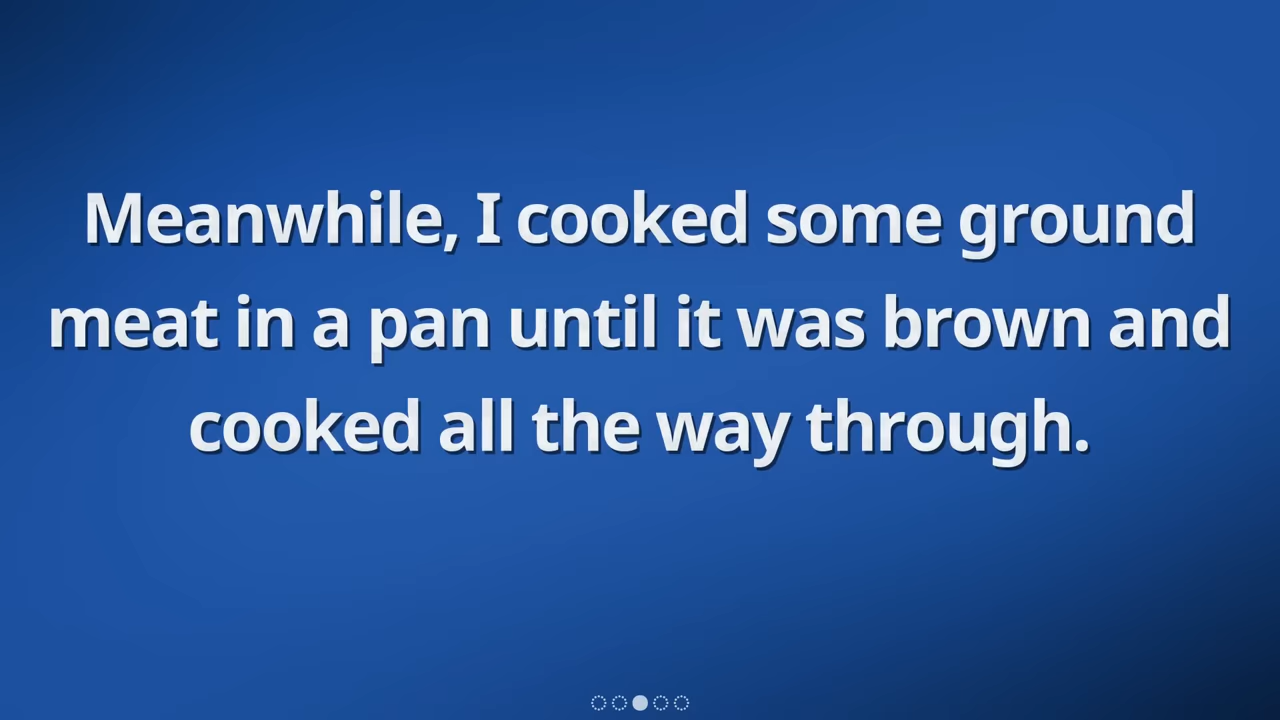 Meanwhile, I cooked some ground
meat in a pan until it was brown and
cooked all the way through.